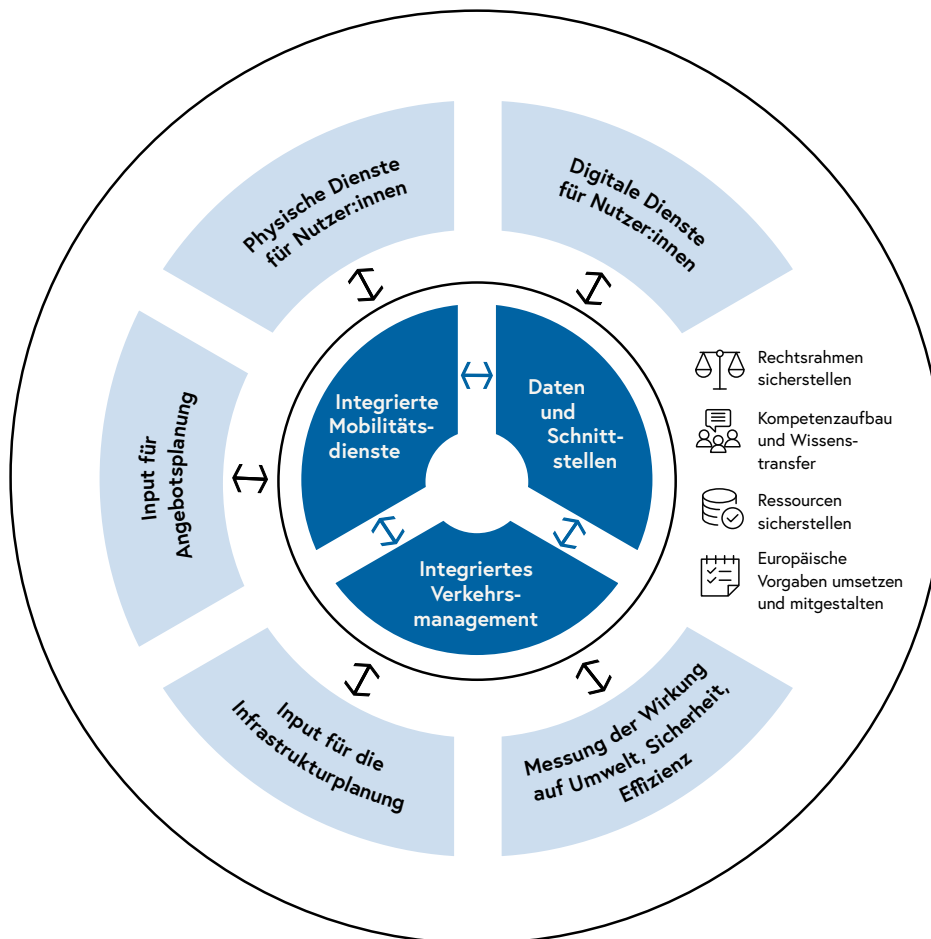 Physische Dienste
für Nutzer:innen
Digitale Dienste
für Nutzer:innen
Input für
Angebotsplanung
Integrierte
Mobilitäts-
dienste
Daten
und
Schnitt-
stellen
Integriertes
Verkehrs-
management
Rechtsrahmen
sicherstellen
Kompetenzaufbau
und Wissens-
transfer
Ressourcen
sicherstellen
Europäische
Vorgaben umsetzen
und mitgestalten
Input für die
Infrastrukturplanung
Messung der Wirkung
auf Umwelt, Sicherheit,
Effizienz